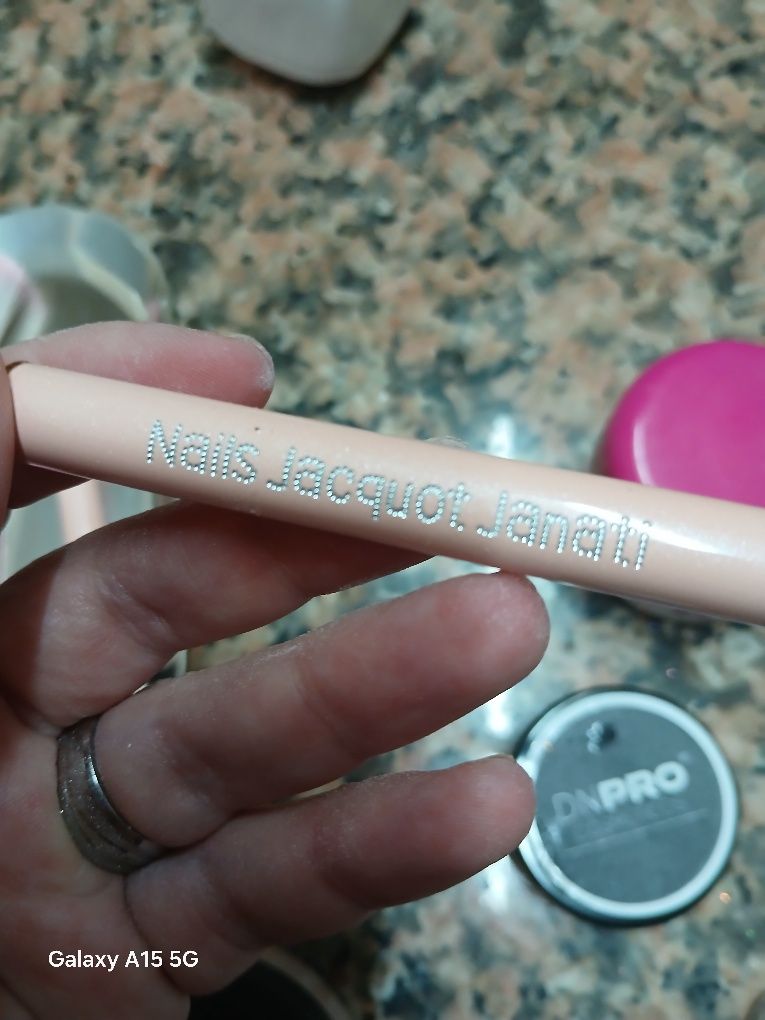 Nails Jacquot Janati
DNPRO
Galaxy A15 5G